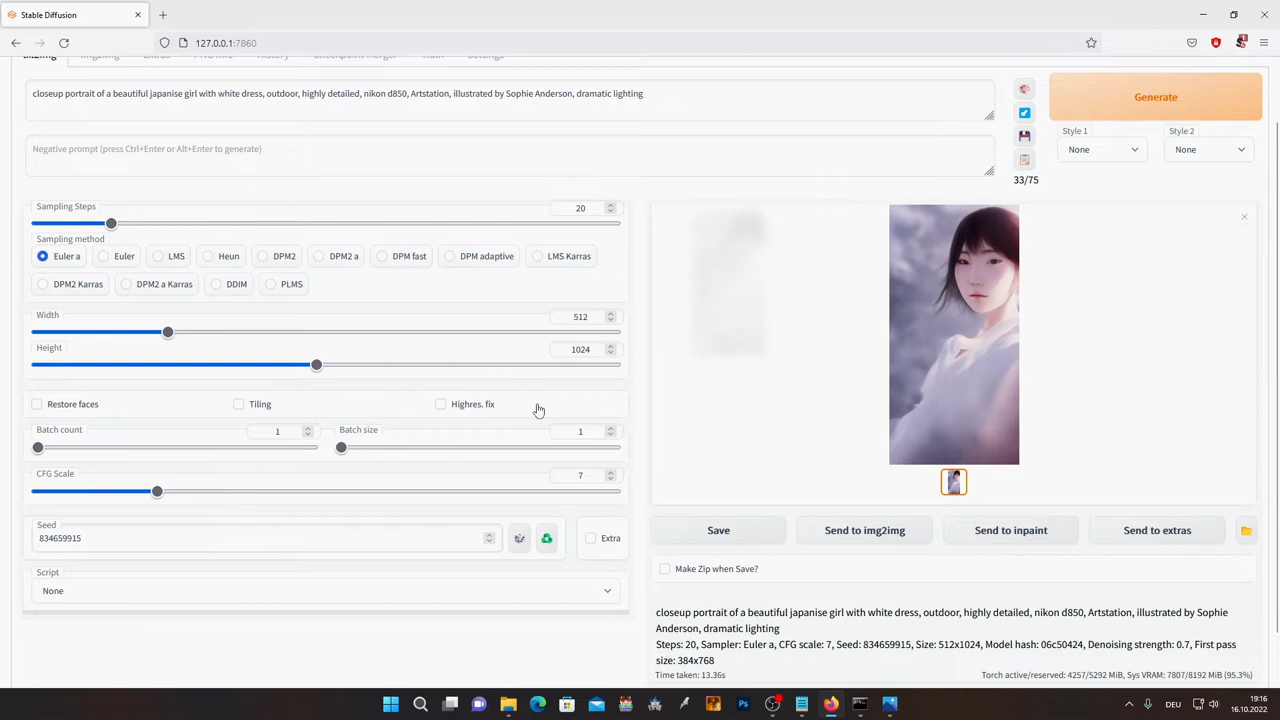 Stable Diffusion
127.0.0.1:7860
closeup portrait of a beautiful japanise girl with white dress, outdoor, highly detailed, nikon d850, Artstation, illustrated by Sophie Anderson, dramatic lighting
Generate
Style 1
Style 2
Negative prompt (press Ctrl+Enter or Alt+Enter to generate)
None
None
33/75
Sampling Steps
20
Sampling method
Euler a
Euler
LMS
Heun
DPM2
DPM2 a
DPM fast
DPM adaptive
LMS Karras
DPM2 Karras
DPM2 a Karras
DDIM
PLMS
Width
512
Height
1024
Restore faces
Tiling
Highres. fix
Batch count
1
Batch size
1
CFG Scale
7
Seed
834659915
Extra
Script
None
Save
Send to img2img
Send to inpaint
Send to extras
Make Zip when Save?
closeup portrait of a beautiful japanise girl with white dress, outdoor, highly detailed, nikon d850, Artstation, illustrated by Sophie
Anderson, dramatic lighting
Steps: 20, Sampler: Euler a, CFG scale: 7, Seed: 834659915, Size: 512x1024, Model hash: 06c50424, Denoising strength: 0.7, First pass
size: 384x768
Time taken: 13.36s
Torch active/reserved: 4257/5292 MiB, Sys VRAM: 7807/8192 MiB (95.3%)
DEU
19:16
16.10.2022